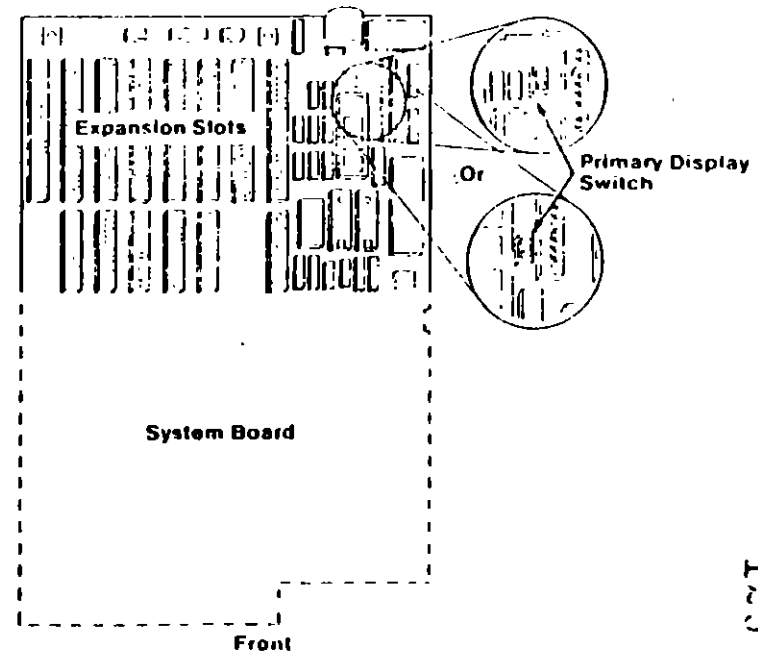 Expansion Slots
Or
Primary Display
Switch
System Board
Front